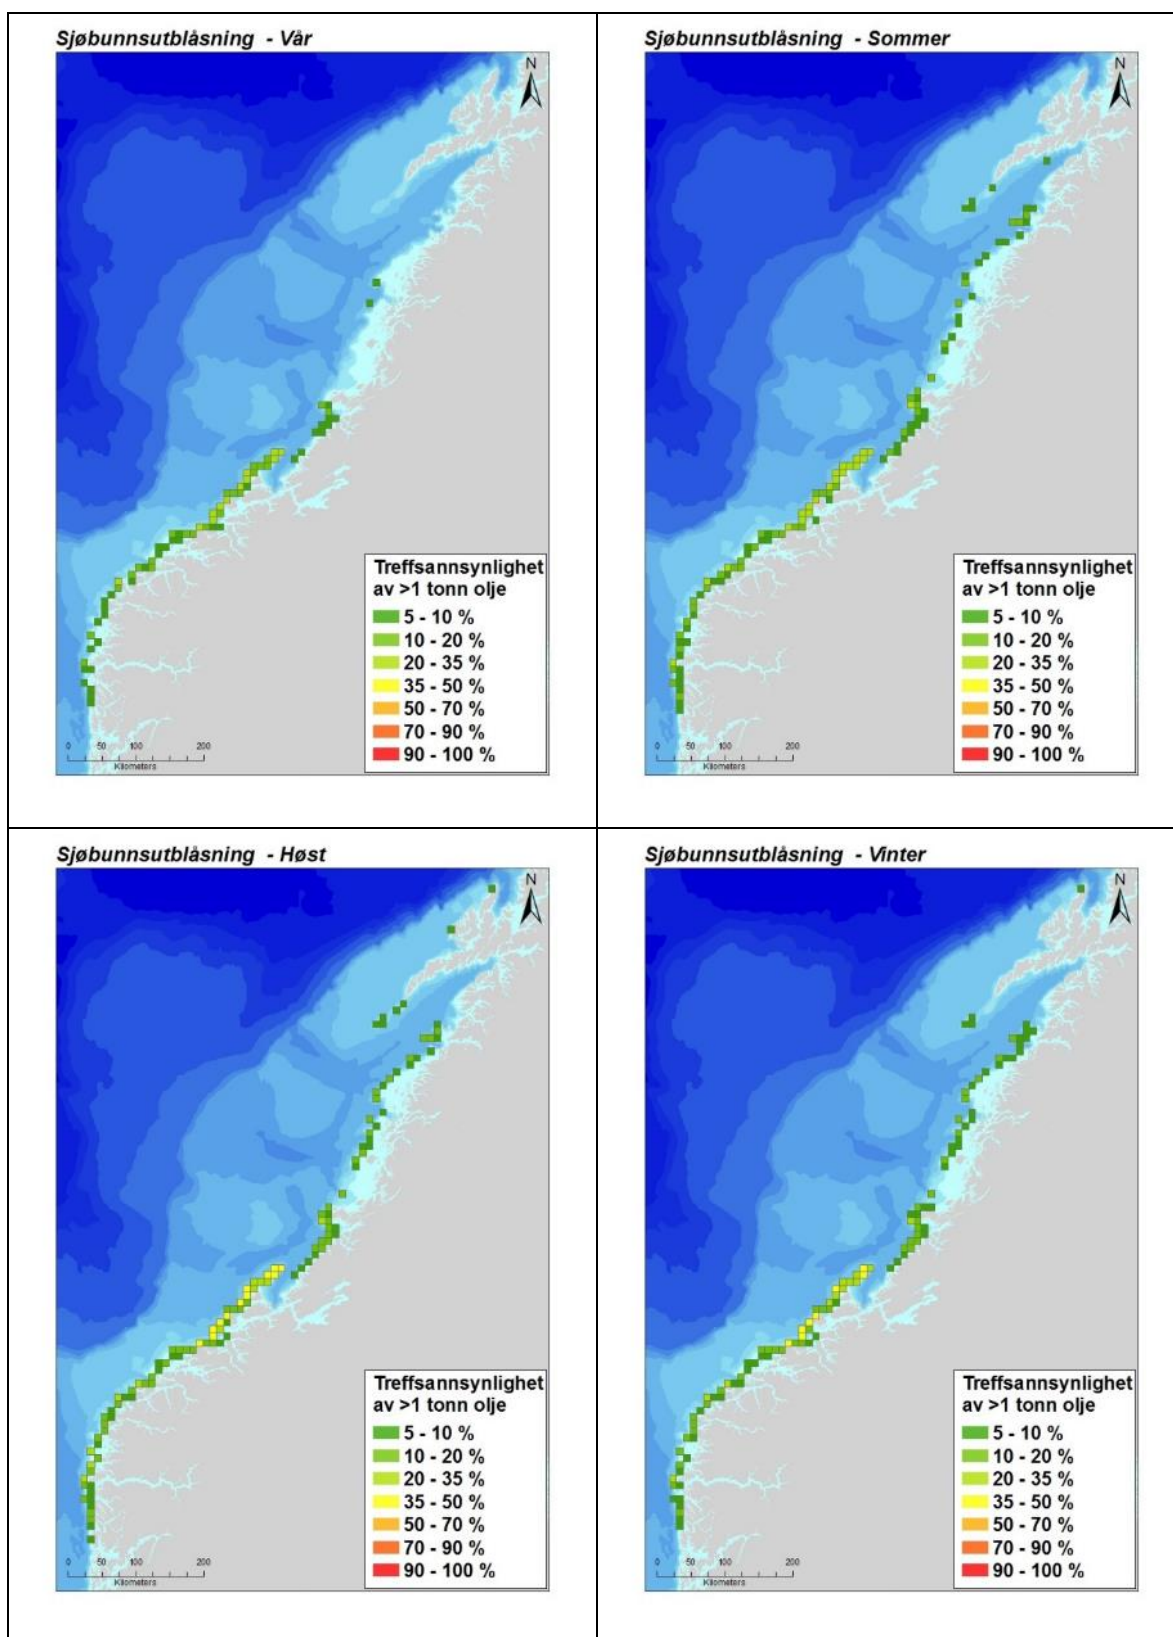 Sjøbunnsutblåsning - Vår
N
Treffsannsynlighet
av >1 tonn olje
5 - 10 %
10 - 20 %
20 - 35 %
35 - 50 %
50 - 70 %
70 - 90 %
90 - 100 %
0 50 100 200
Kilometers
Sjøbunnsutblåsning - Sommer
N
Treffsannsynlighet
av >1 tonn olje
5 - 10 %
10 - 20 %
20 - 35 %
35 - 50 %
50 - 70 %
70 - 90 %
90 - 100 %
0 50 100 200
Kilometers
Sjøbunnsutblåsning - Høst
N
Treffsannsynlighet
av >1 tonn olje
5 - 10 %
10 - 20 %
20 - 35 %
35 - 50 %
50 - 70 %
70 - 90 %
90 - 100 %
0 50 100 200
Kilometers
Sjøbunnsutblåsning - Vinter
N
Treffsannsynlighet
av >1 tonn olje
5 - 10 %
10 - 20 %
20 - 35 %
35 - 50 %
50 - 70 %
70 - 90 %
90 - 100 %
0 50 100 200
Kilometers